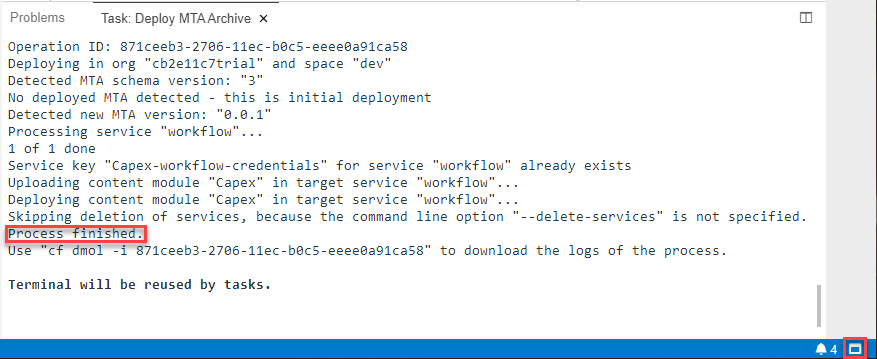 Problems
Task: Deploy MTA Archive
Operation ID: 871ceeb3-2706-11ec-b0c5-eeee0a91ca58
Deploying in org "cb2e11c7trial" and space "dev"
Detected MTA schema version: "3"
No deployed MTA detected - this is initial deployment
Detected new MTA version: "0.0.1"
Processing service "workflow"...
1 of 1 done
Service key "Capex-workflow-credentials" for service "workflow" already exists
Uploading content module "Capex" in target service "workflow"...
Deploying content module "Capex" in target service "workflow"...
Skipping deletion of services, because the command line option "--delete-services" is not specified.
Process finished.
Use "cf dmol -i 871ceeb3-2706-11ec-b0c5-eeee0a91ca58" to download the logs of the process.
Terminal will be reused by tasks.
4